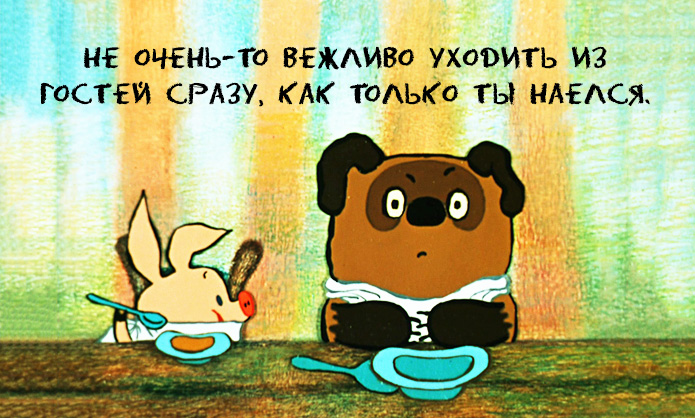 НЕ ОЧЕНЬ-ТО ВЕЖЛИВО УХОДИТЬ ИЗ
ГОСТЕЙ СРАЗУ, КАК ТОЛЬКО ТЫ НАЕЛСЯ.